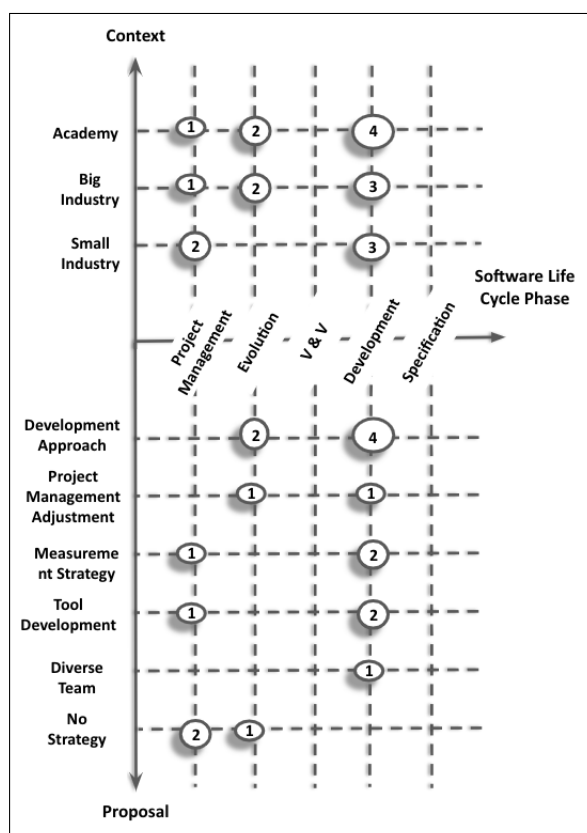 Context
Academy
1
2
4
Big
Industry
1
2
3
Small
Industry
2
3
Software Life
Cycle Phase
Project
Management
Evolution
V & V
Development
Specification
Development
Approach
2
4
Project
Management
Adjustment
1
1
Measureme
nt Strategy
1
2
Tool
Development
1
2
Diverse
Team
1
No
Strategy
2
1
Proposal